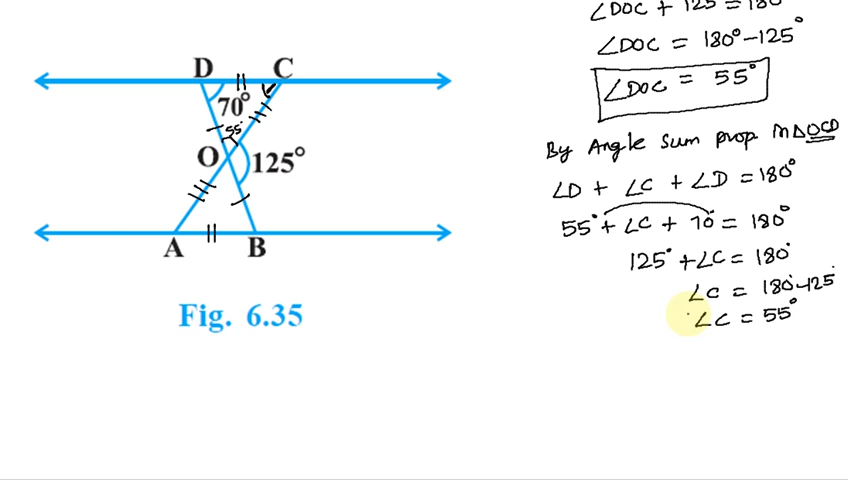 ∠DOC + 125 = 180
∠DOC = 180° - 125°
∠DOC = 55°
D
C
70°
55°
O
125°
A
B
Fig. 6.35
By Angle sum prop in △OCD
∠D + ∠C + ∠D = 180°
55° + ∠C + 70° = 180°
125° + ∠C = 180°
∠C = 180° - 125°
∠C = 55°